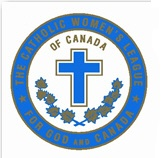 THE CATHOLIC WOMEN'S LEAGUE
OF CANADA
FOR GOD AND CANADA